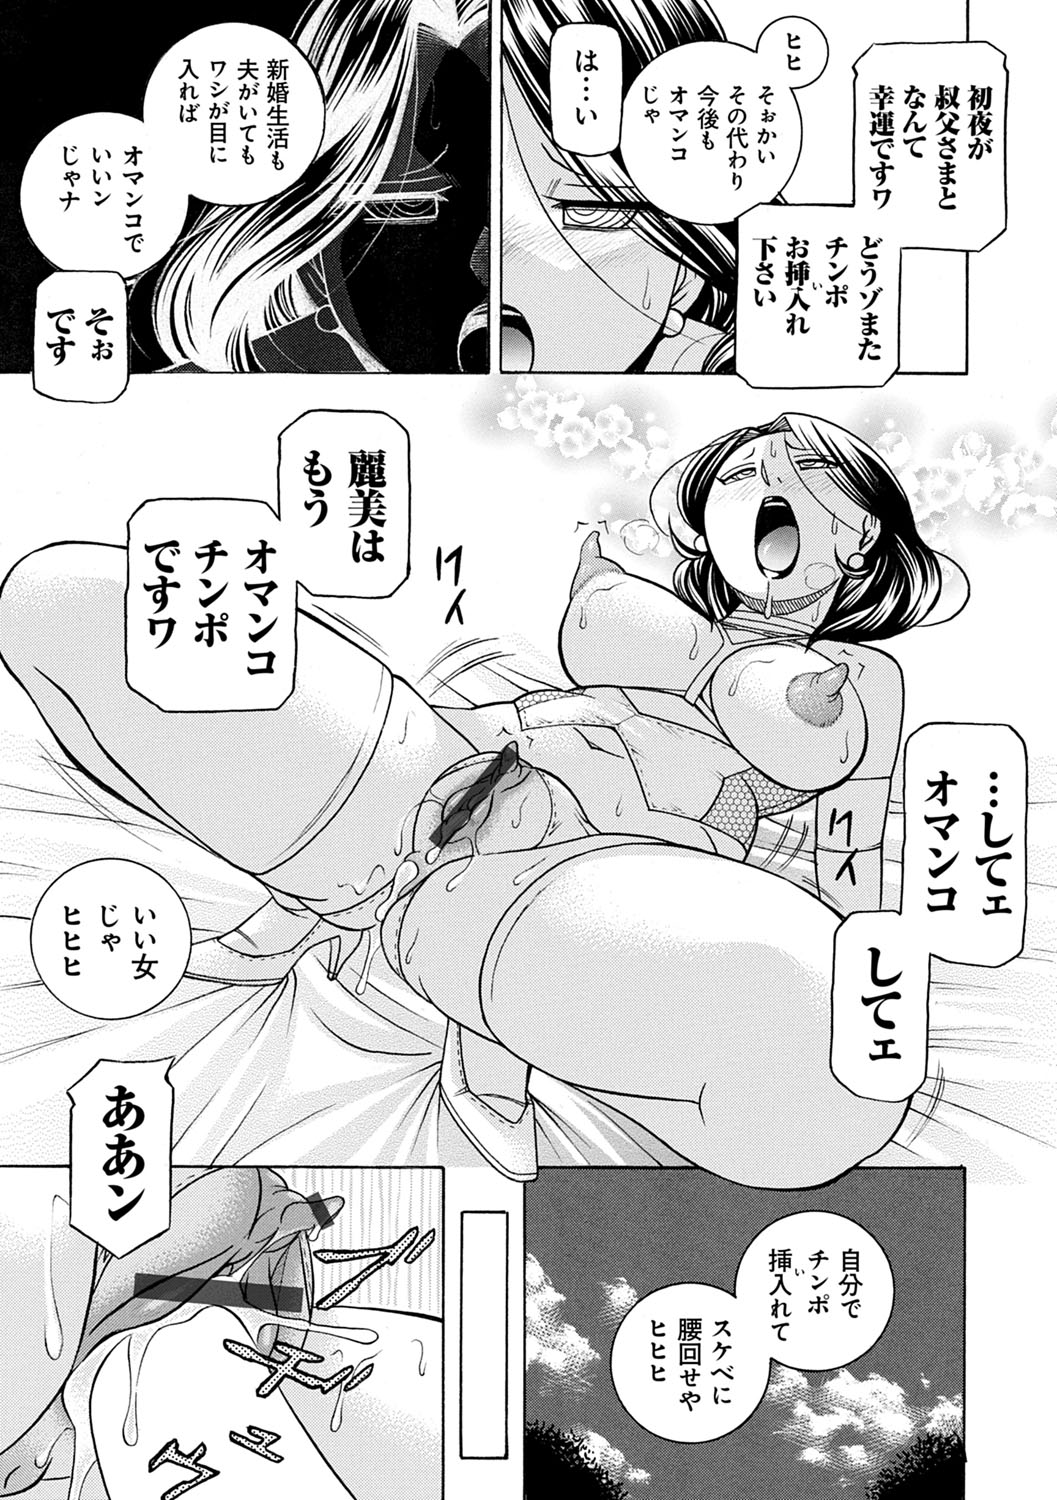 初夜が
叔父さまと
なんて
幸運ですワ
どうゾまた
チンポ
お挿入れ
い
下さい
ヒヒ
そぉかい
その代わり
今後も
オマンコ
じゃ
は…い
新婚生活も
夫がいても
ワシが目に
入れば
オマンコで
いいン
じゃナ
そぉ
です
…してェ
オマンコ
してェ
麗美は
もう
オマンコ
チンポ
ですワ
いい女
じゃ
ヒヒヒ
自分で
チンポ
挿入れて
い
スケベに
腰回せや
ヒヒヒ
ああン